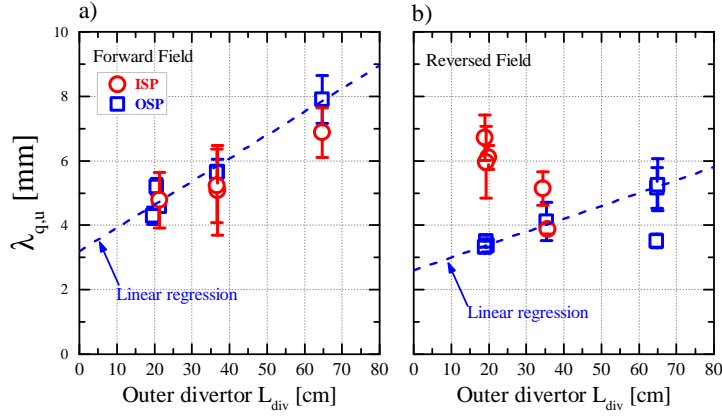 a)
b)
Forward Field
ISP
OSP
Linear regression
Reversed Field
Linear regression
λq,u [mm]
10
8
6
4
2
0
0 10 20 30 40 50 60 70 80
0 10 20 30 40 50 60 70 80
Outer divertor Ldiv [cm]
Outer divertor Ldiv [cm]